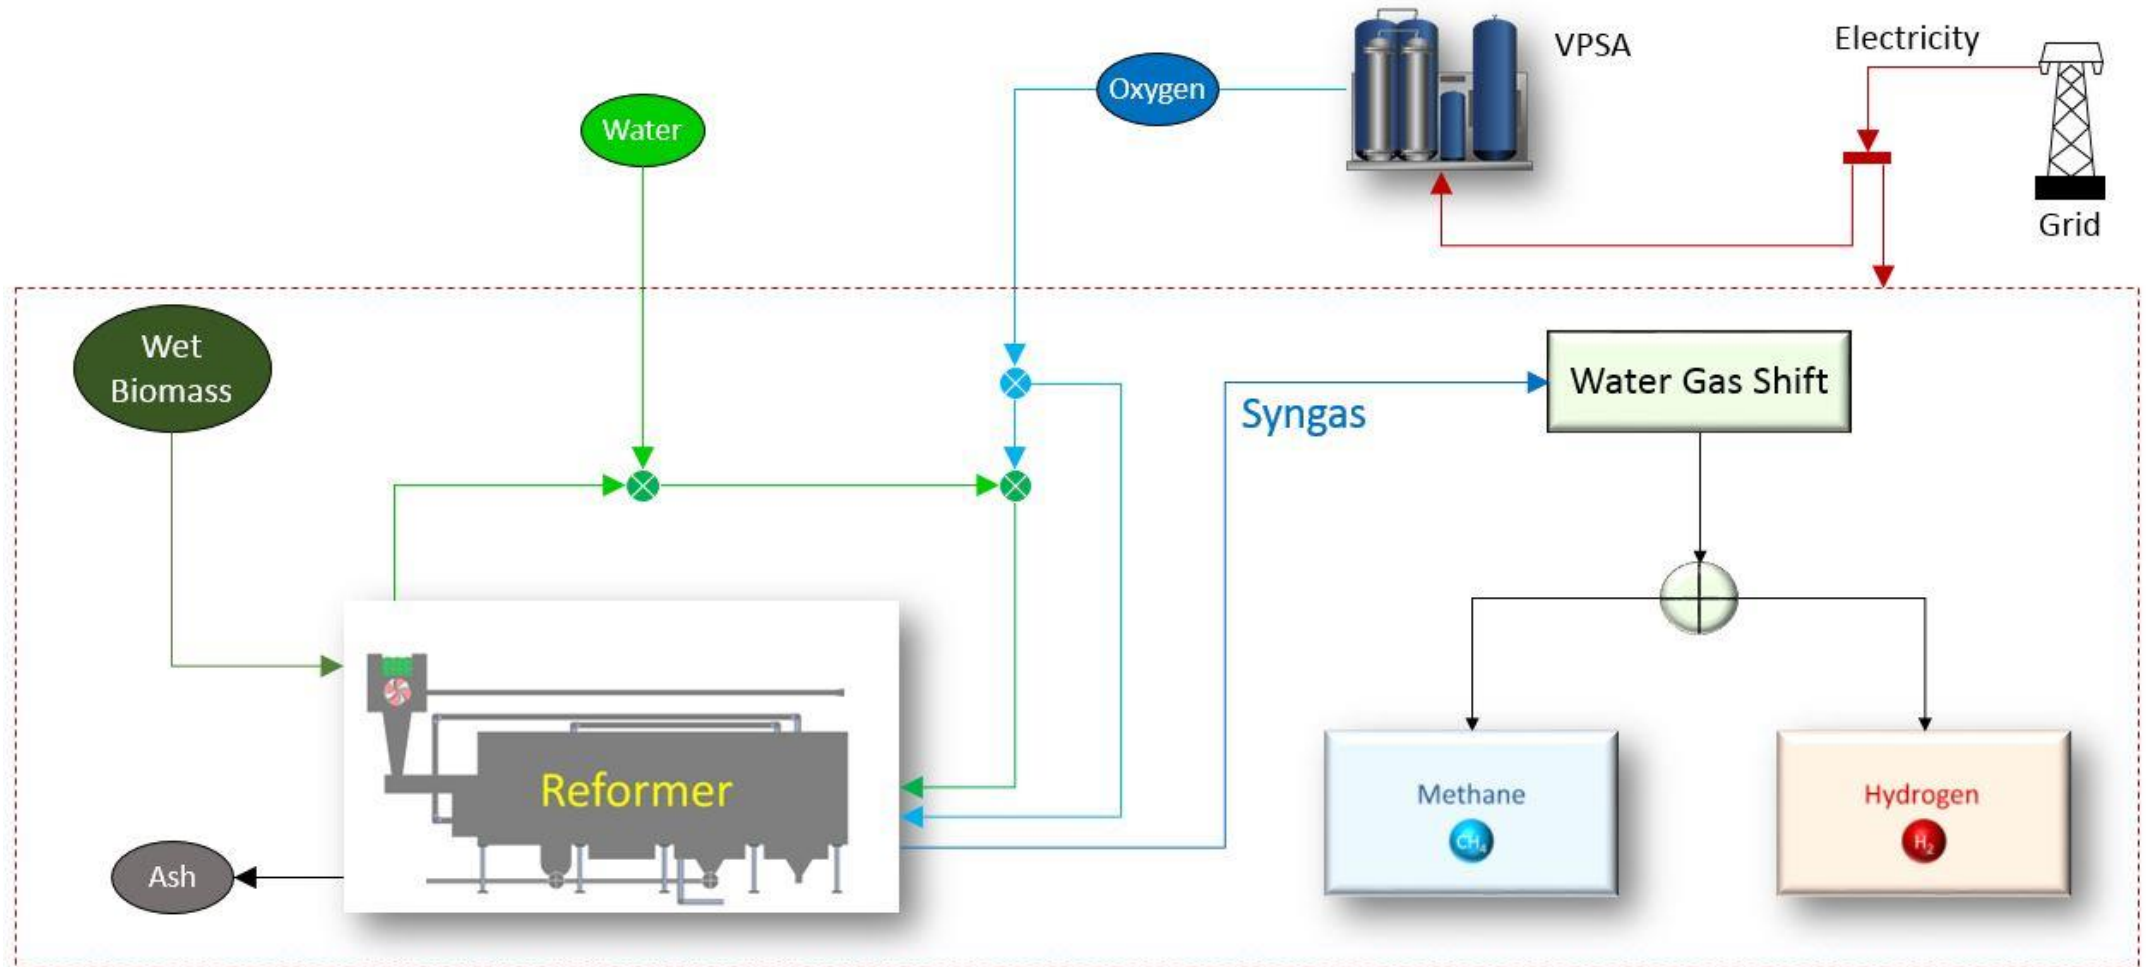 VPSA
Electricity
Oxygen
Water
Grid
Wet
Biomass
Water Gas Shift
Syngas
Reformer
Methane
CH₄
Hydrogen
H₂
Ash